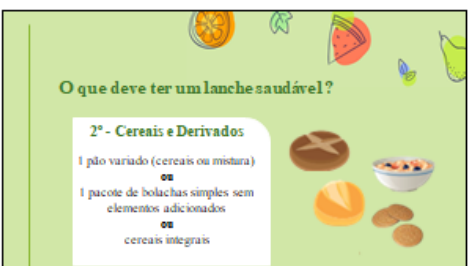 O que deve ter um lanche saudável?
2º - Cereais e Derivados
1 pão variado (cereais ou mistura)
ou
1 pacote de bolachas simples sem
elementos adicionados
ou
cereais integrais